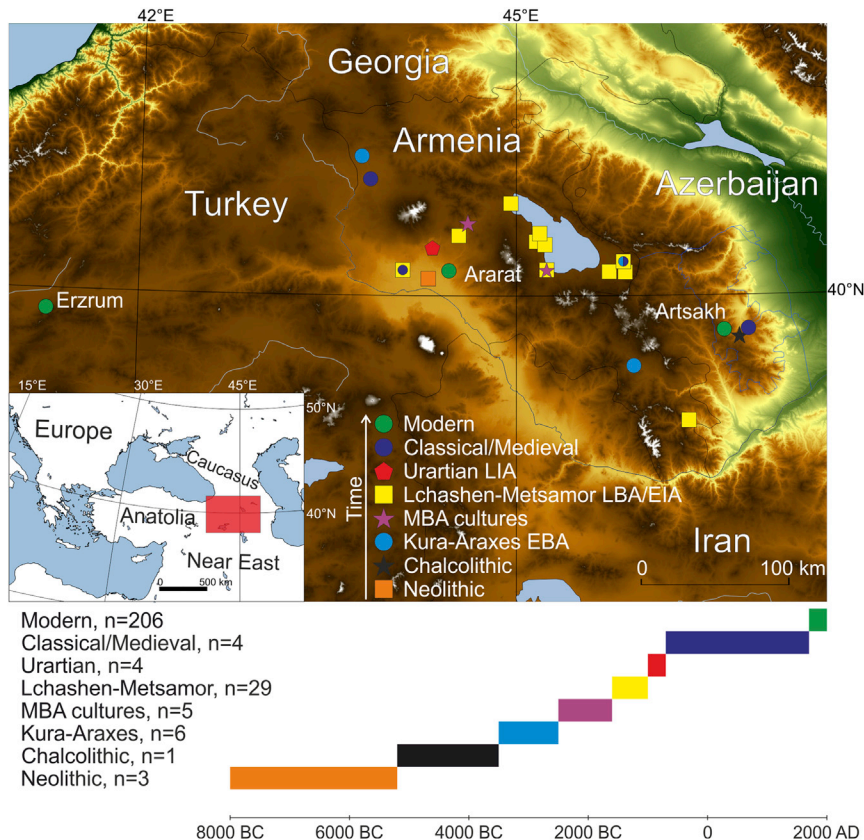 42°E
45°E
Georgia
Armenia
Azerbaijan
Turkey
Ararat
40°N
Erzrum
Artsakh
15°E
30°E
45°E
50°N
Europe
Caucasus
Anatolia
40°N
Near East
500 km
Time
Modern
Classical/Medieval
Urartian LIA
Lchashen-Metsamor LBA/EIA
MBA cultures
Kura-Araxes EBA
Chalcolithic
Neolithic
Iran
0
100 km
Modern, n=206
Classical/Medieval, n=4
Urartian, n=4
Lchashen-Metsamor, n=29
MBA cultures, n=5
Kura-Araxes, n=6
Chalcolithic, n=1
Neolithic, n=3
8000 BC
6000 BC
4000 BC
2000 BC
0
2000 AD